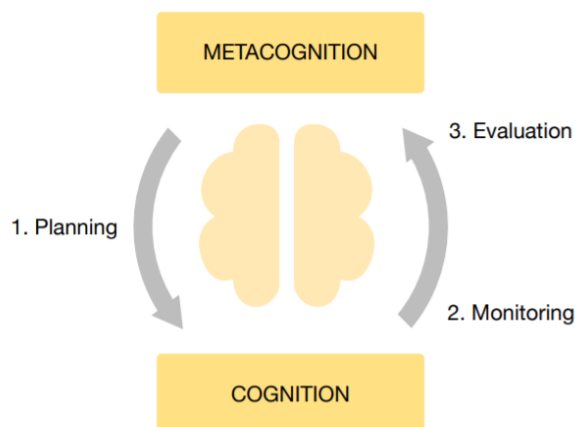 METACOGNITION
3. Evaluation
1. Planning
2. Monitoring
COGNITION